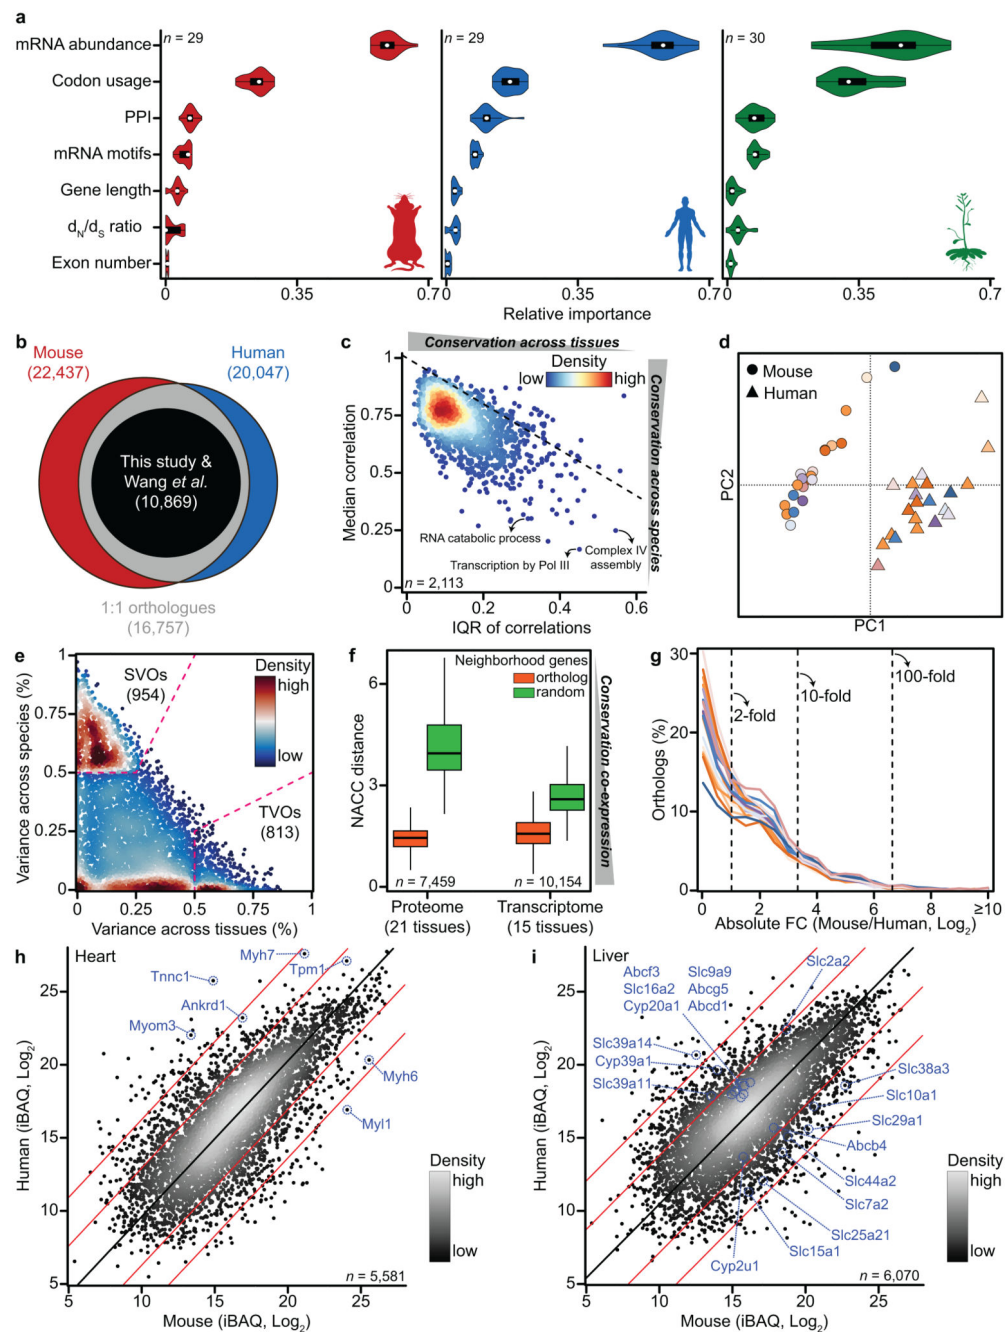 a
n = 29
n = 29
n = 30
mRNA abundance
Codon usage
PPI
mRNA motifs
Gene length
dN/dS ratio
Exon number
0
0.35
0.7
0
0.35
0.7
0
0.35
0.7
Relative importance
b
Mouse
(22,437)
Human
(20,047)
This study &
Wang et al.
(10,869)
1:1 orthologues
(16,757)
c
Conservation across tissues
Conservation across species
Density
low
high
Median correlation
1
0.75
0.5
0.25
0
RNA catabolic process
Transcription by Pol III
Complex IV
assembly
n = 2,113
0
0.2
0.4
0.6
IQR of correlations
d
Mouse
Human
PC2
PC1
e
SVOs
(954)
TVOs
(813)
Density
high
low
Variance across species (%)
1
0.75
0.5
0.25
0
0
0.25
0.5
0.75
1
Variance across tissues (%)
f
Neighborhood genes
ortholog
random
Conservation co-expression
NACC distance
6
3
0
n = 7,459
n = 10,154
Proteome
(21 tissues)
Transcriptome
(15 tissues)
g
2-fold
10-fold
100-fold
Orthologs (%)
30
20
10
0
0
2
4
6
8
≥10
Absolute FC (Mouse/Human, Log2)
h
Heart
Myh7
Tpm1
Tnnc1
Ankrd1
Myom3
Myh6
Myl1
Density
high
low
n = 5,581
Human (iBAQ, Log2)
25
20
15
10
5
5
10
15
20
25
Mouse (iBAQ, Log2)
i
Liver
Abcf3
Slc16a2
Cyp20a1
Slc9a9
Abcg5
Abcd1
Slc2a2
Slc39a14
Cyp39a1
Slc39a11
Slc38a3
Slc10a1
Slc29a1
Abcb4
Slc44a2
Slc7a2
Slc25a21
Slc15a1
Cyp2u1
Density
high
low
n = 6,070
Human (iBAQ, Log2)
25
20
15
10
5
5
10
15
20
25
Mouse (iBAQ, Log2)